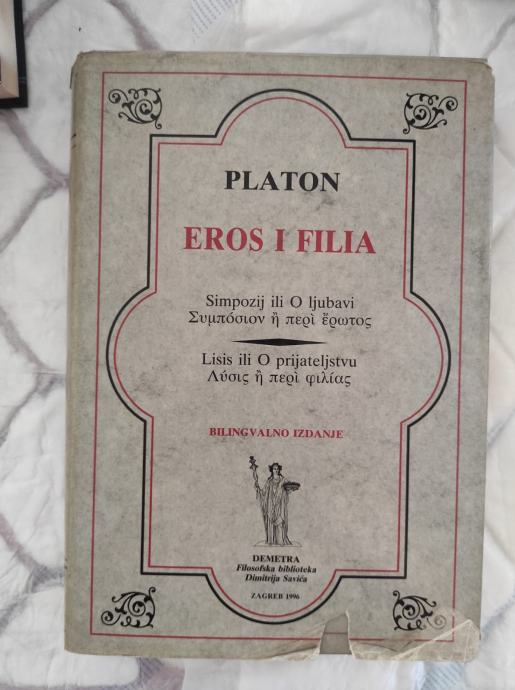 PLATON
EROS I FILIA
Simpozij ili O ljubavi
Συμπόσιον ἢ περὶ ἔρωτος
Lisis ili O prijateljstvu
Λύσις ἢ περὶ φιλίας
BILINGVALNO IZDANJE
DEMETRA
Filosofska biblioteka
Dimitrija Savića
ZAGREB 1996